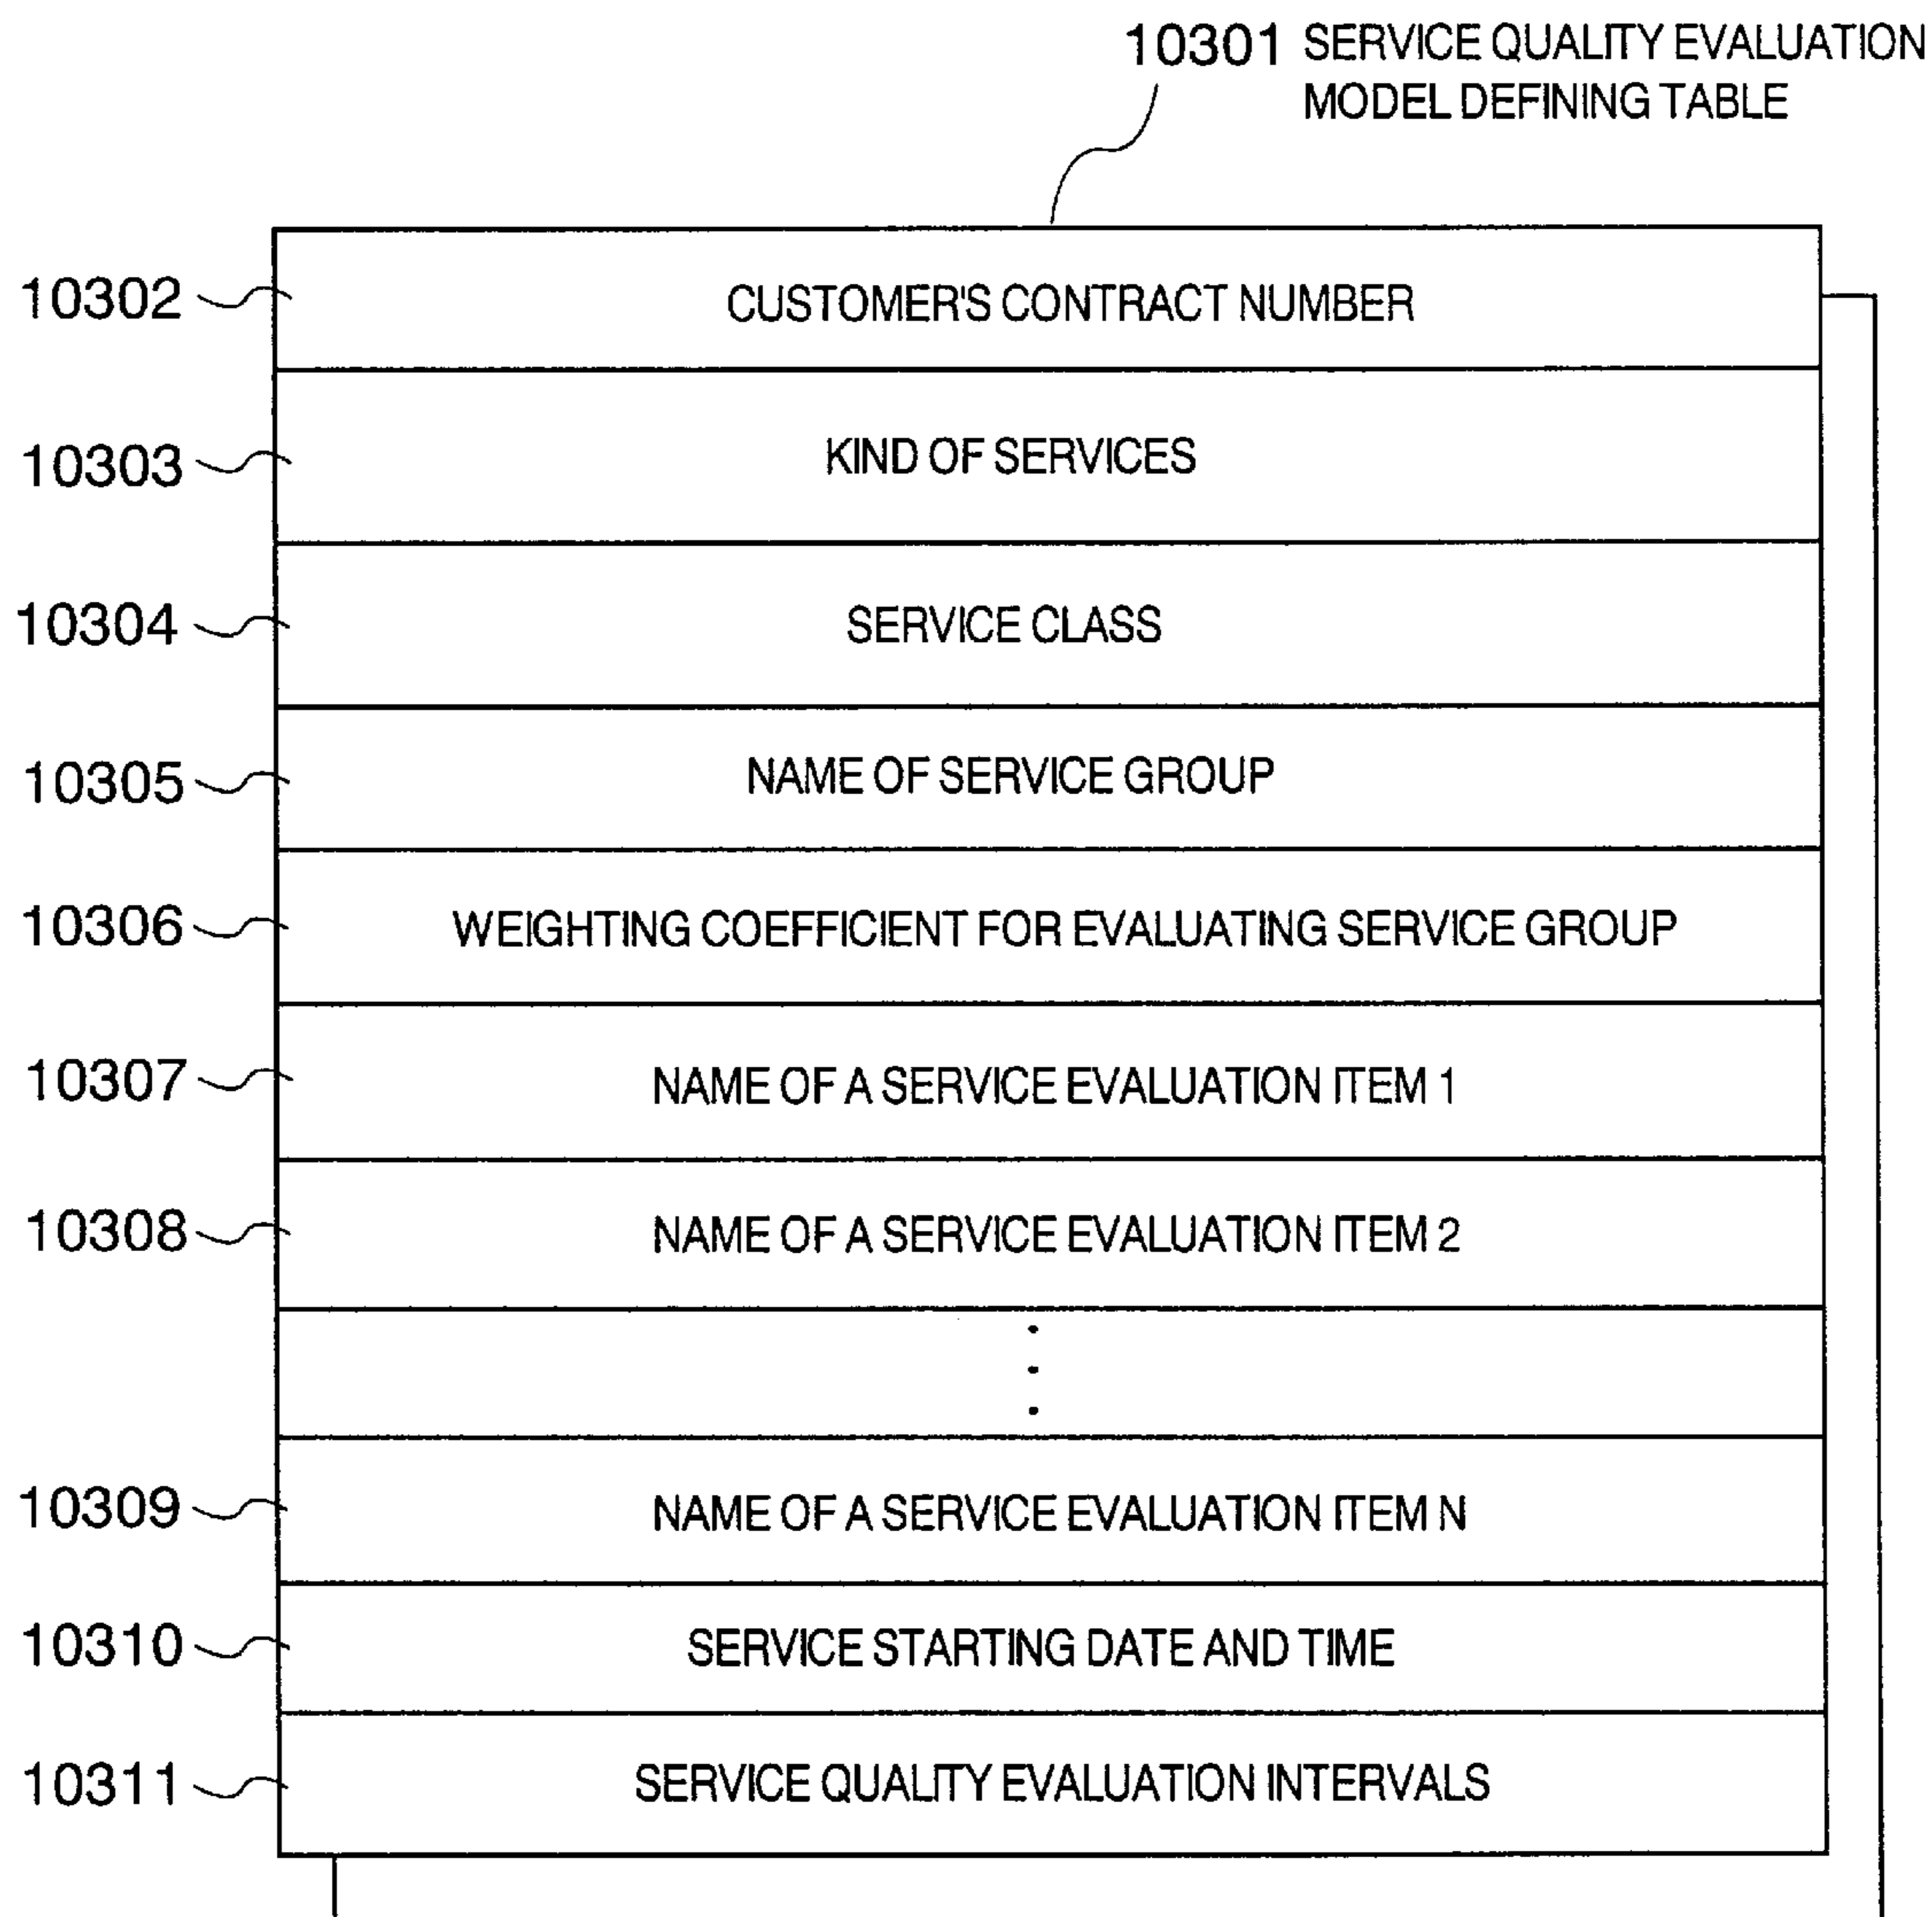 10301 SERVICE QUALITY EVALUATION
MODEL DEFINING TABLE
10302 CUSTOMER'S CONTRACT NUMBER
10303 KIND OF SERVICES
10304 SERVICE CLASS
10305 NAME OF SERVICE GROUP
10306 WEIGHTING COEFFICIENT FOR EVALUATING SERVICE GROUP
10307 NAME OF A SERVICE EVALUATION ITEM 1
10308 NAME OF A SERVICE EVALUATION ITEM 2
10309 NAME OF A SERVICE EVALUATION ITEM N
10310 SERVICE STARTING DATE AND TIME
10311 SERVICE QUALITY EVALUATION INTERVALS